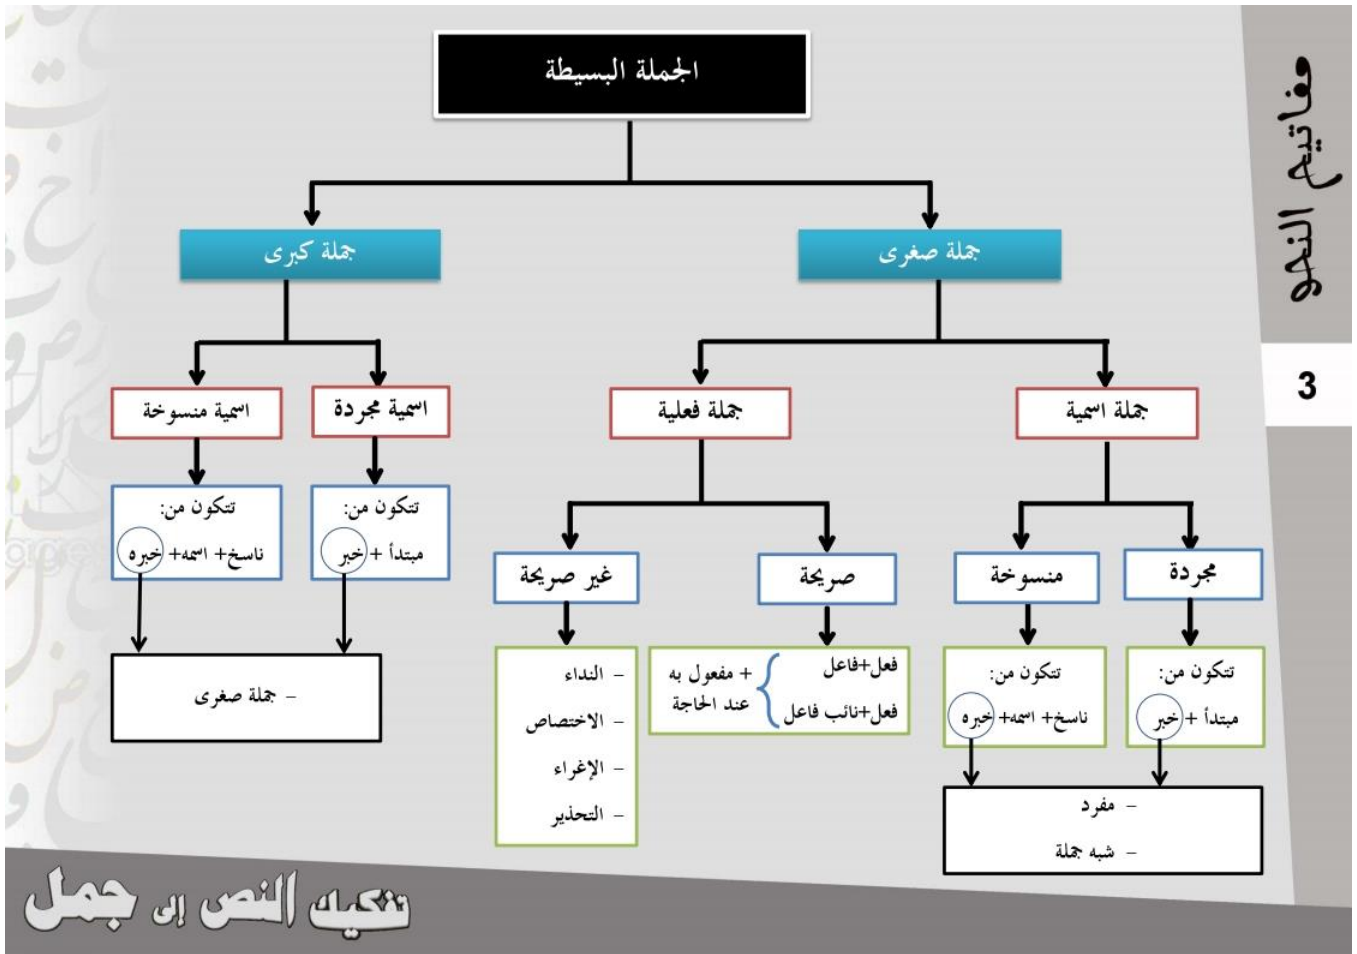 الجملة البسيطة
مفاتيح النحو
3
جملة صغرى
جملة كبرى
جملة اسمية
جملة فعلية
اسمية مجردة
اسمية منسوخة
مجردة
منسوخة
صريحة
غير صريحة
تتكون من:
مبتدأ + خبر
تتكون من:
ناسخ+ اسمه+ خبره
تتكون من:
مبتدأ + خبر
تتكون من:
ناسخ+ اسمه+ خبره
فعل+فاعل
فعل+نائب فاعل
+ مفعول به
عند الحاجة
– النداء
– الاختصاص
– الإغراء
– التحذير
– مفرد
– شبه جملة
– جملة صغرى
تفكيك النص إلى جمل